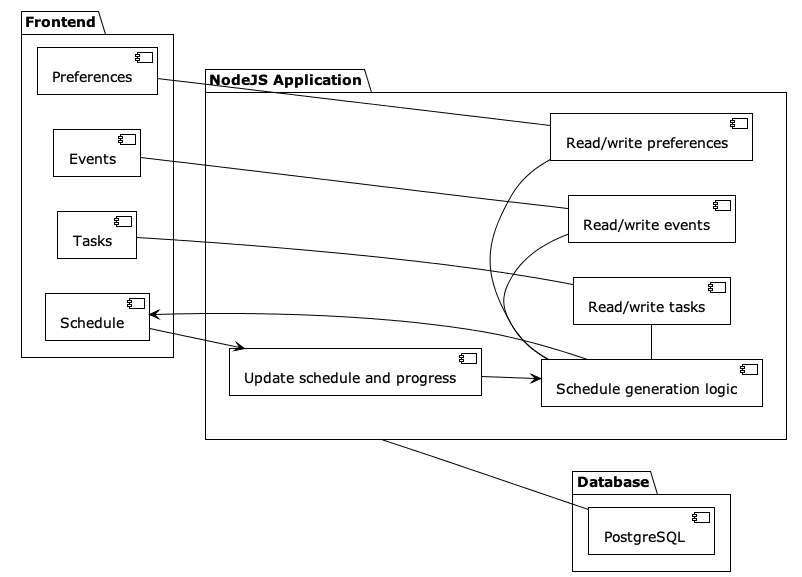 Frontend
Preferences
Events
Tasks
Schedule
NodeJS Application
Read/write preferences
Read/write events
Read/write tasks
Update schedule and progress
Schedule generation logic
Database
PostgreSQL